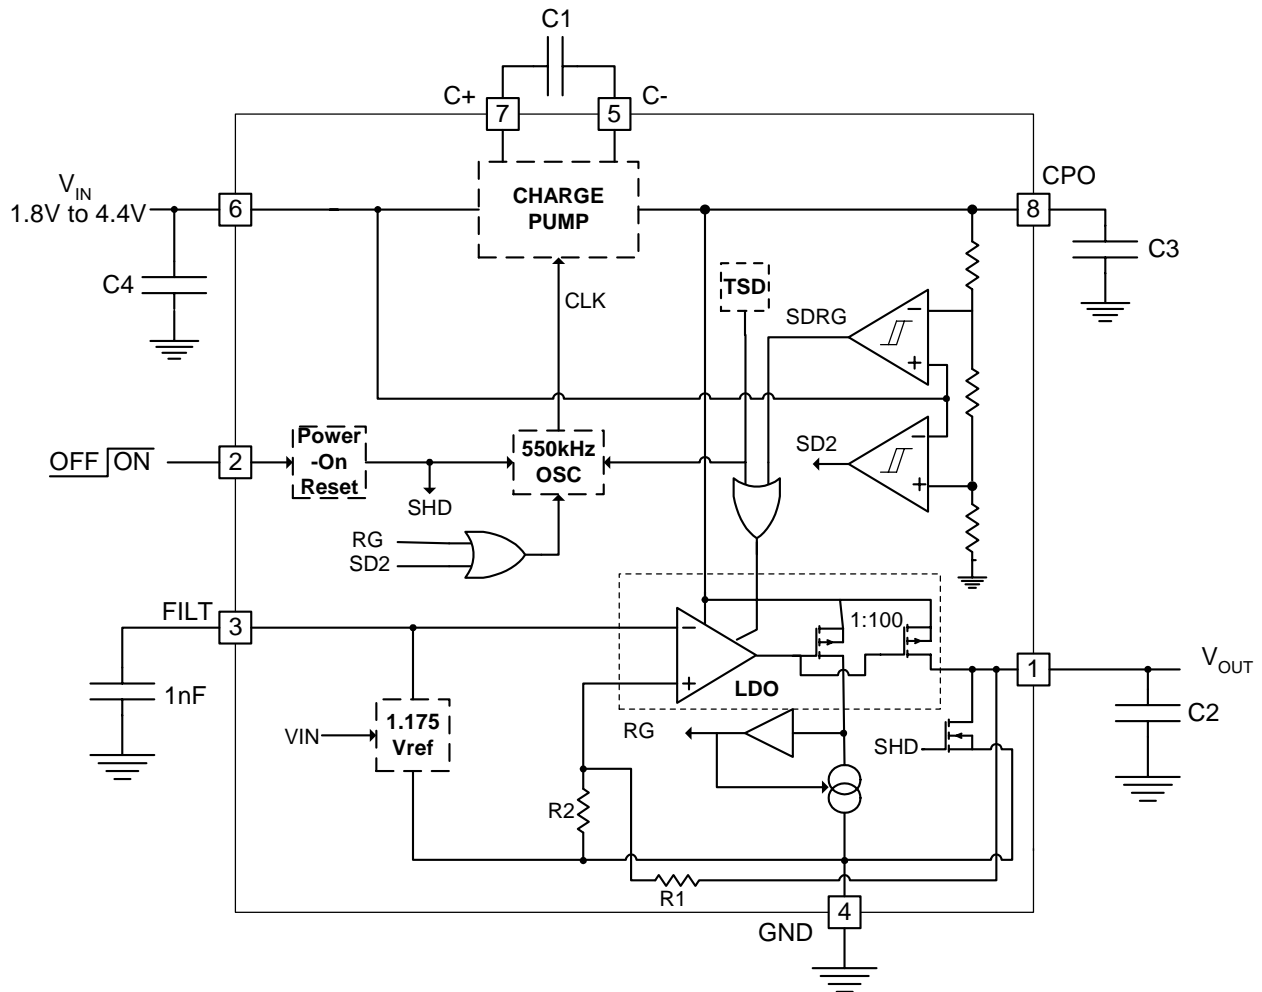 C1
C+
7
5
C-
CHARGE
PUMP
V_IN
1.8V to 4.4V
6
CPO
8
C3
C4
CLK
TSD
SDRG
−
+
OFF ON
2
Power
-On
Reset
SHD
550kHz
OSC
SD2
−
+
RG
SD2
FILT
3
1nF
VIN
1.175
Vref
−
+
LDO
1:100
1
V_OUT
C2
RG
SHD
R2
R1
4
GND